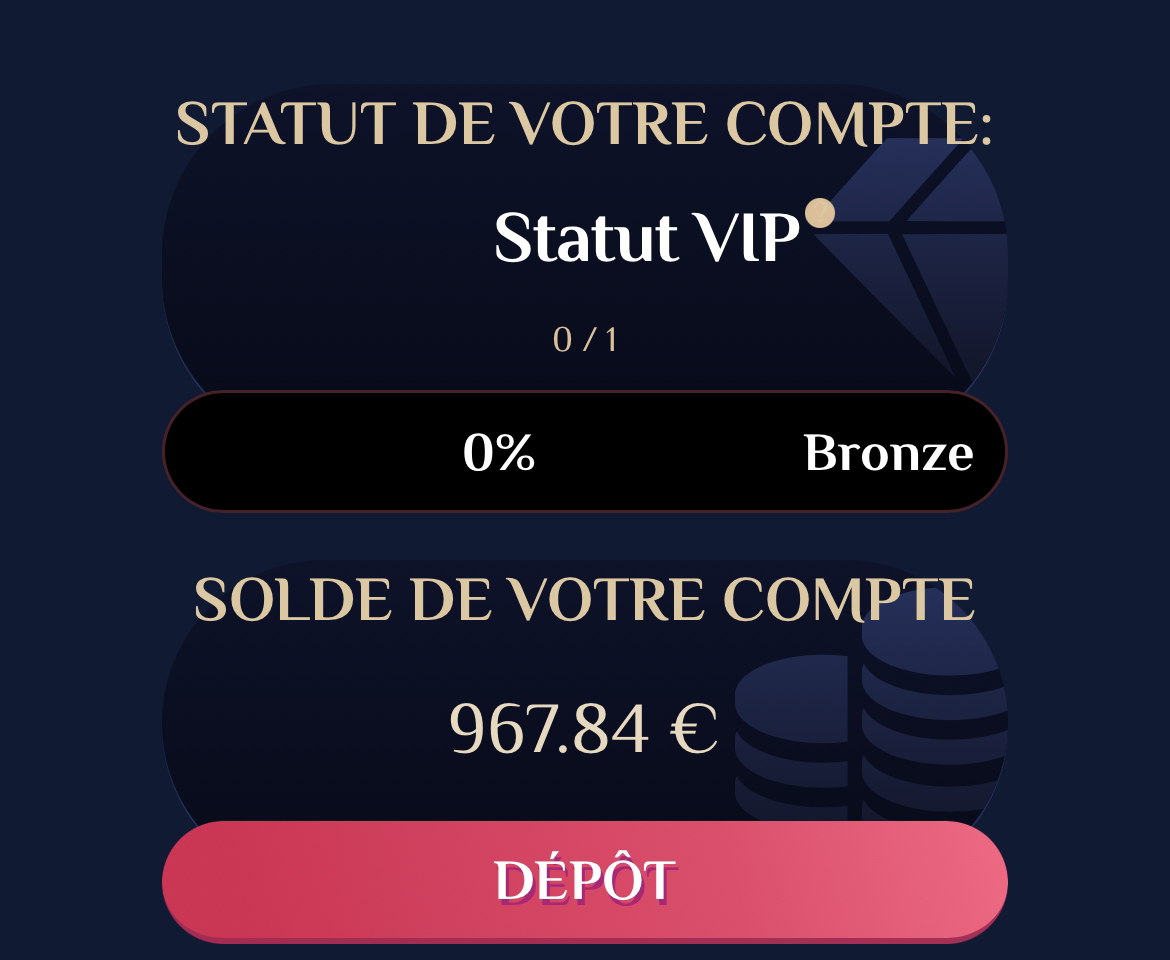 STATUT DE VOTRE COMPTE:
Statut VIP
0 / 1
0% Bronze
SOLDE DE VOTRE COMPTE
967.84 €
DÉPÔT